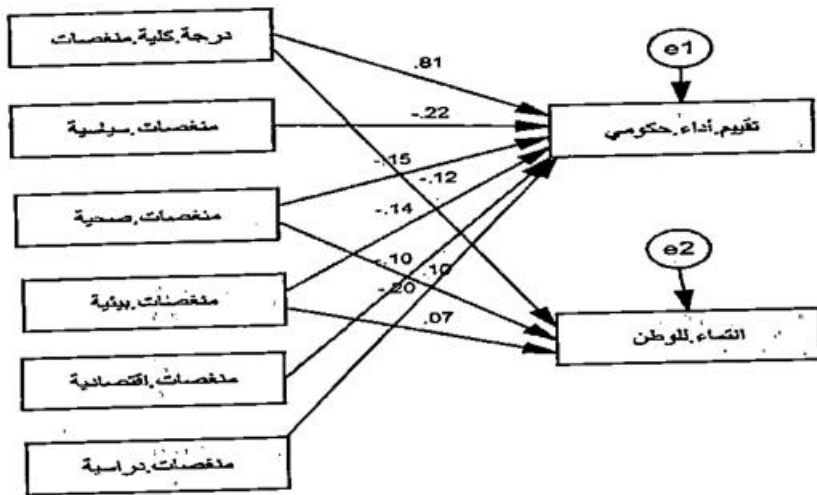 درجة.كلية.منغصات
.81
e1
منغصات.سياسية
-.22
تقييم.أداء.حكومي
-.15
-.12
منغصات.صحية
-.14
e2
-.10
.10
منغصات.بيئية
-.20
.07
انتماء.للوطن
منغصات.اقتصادية
منغصات.دراسية